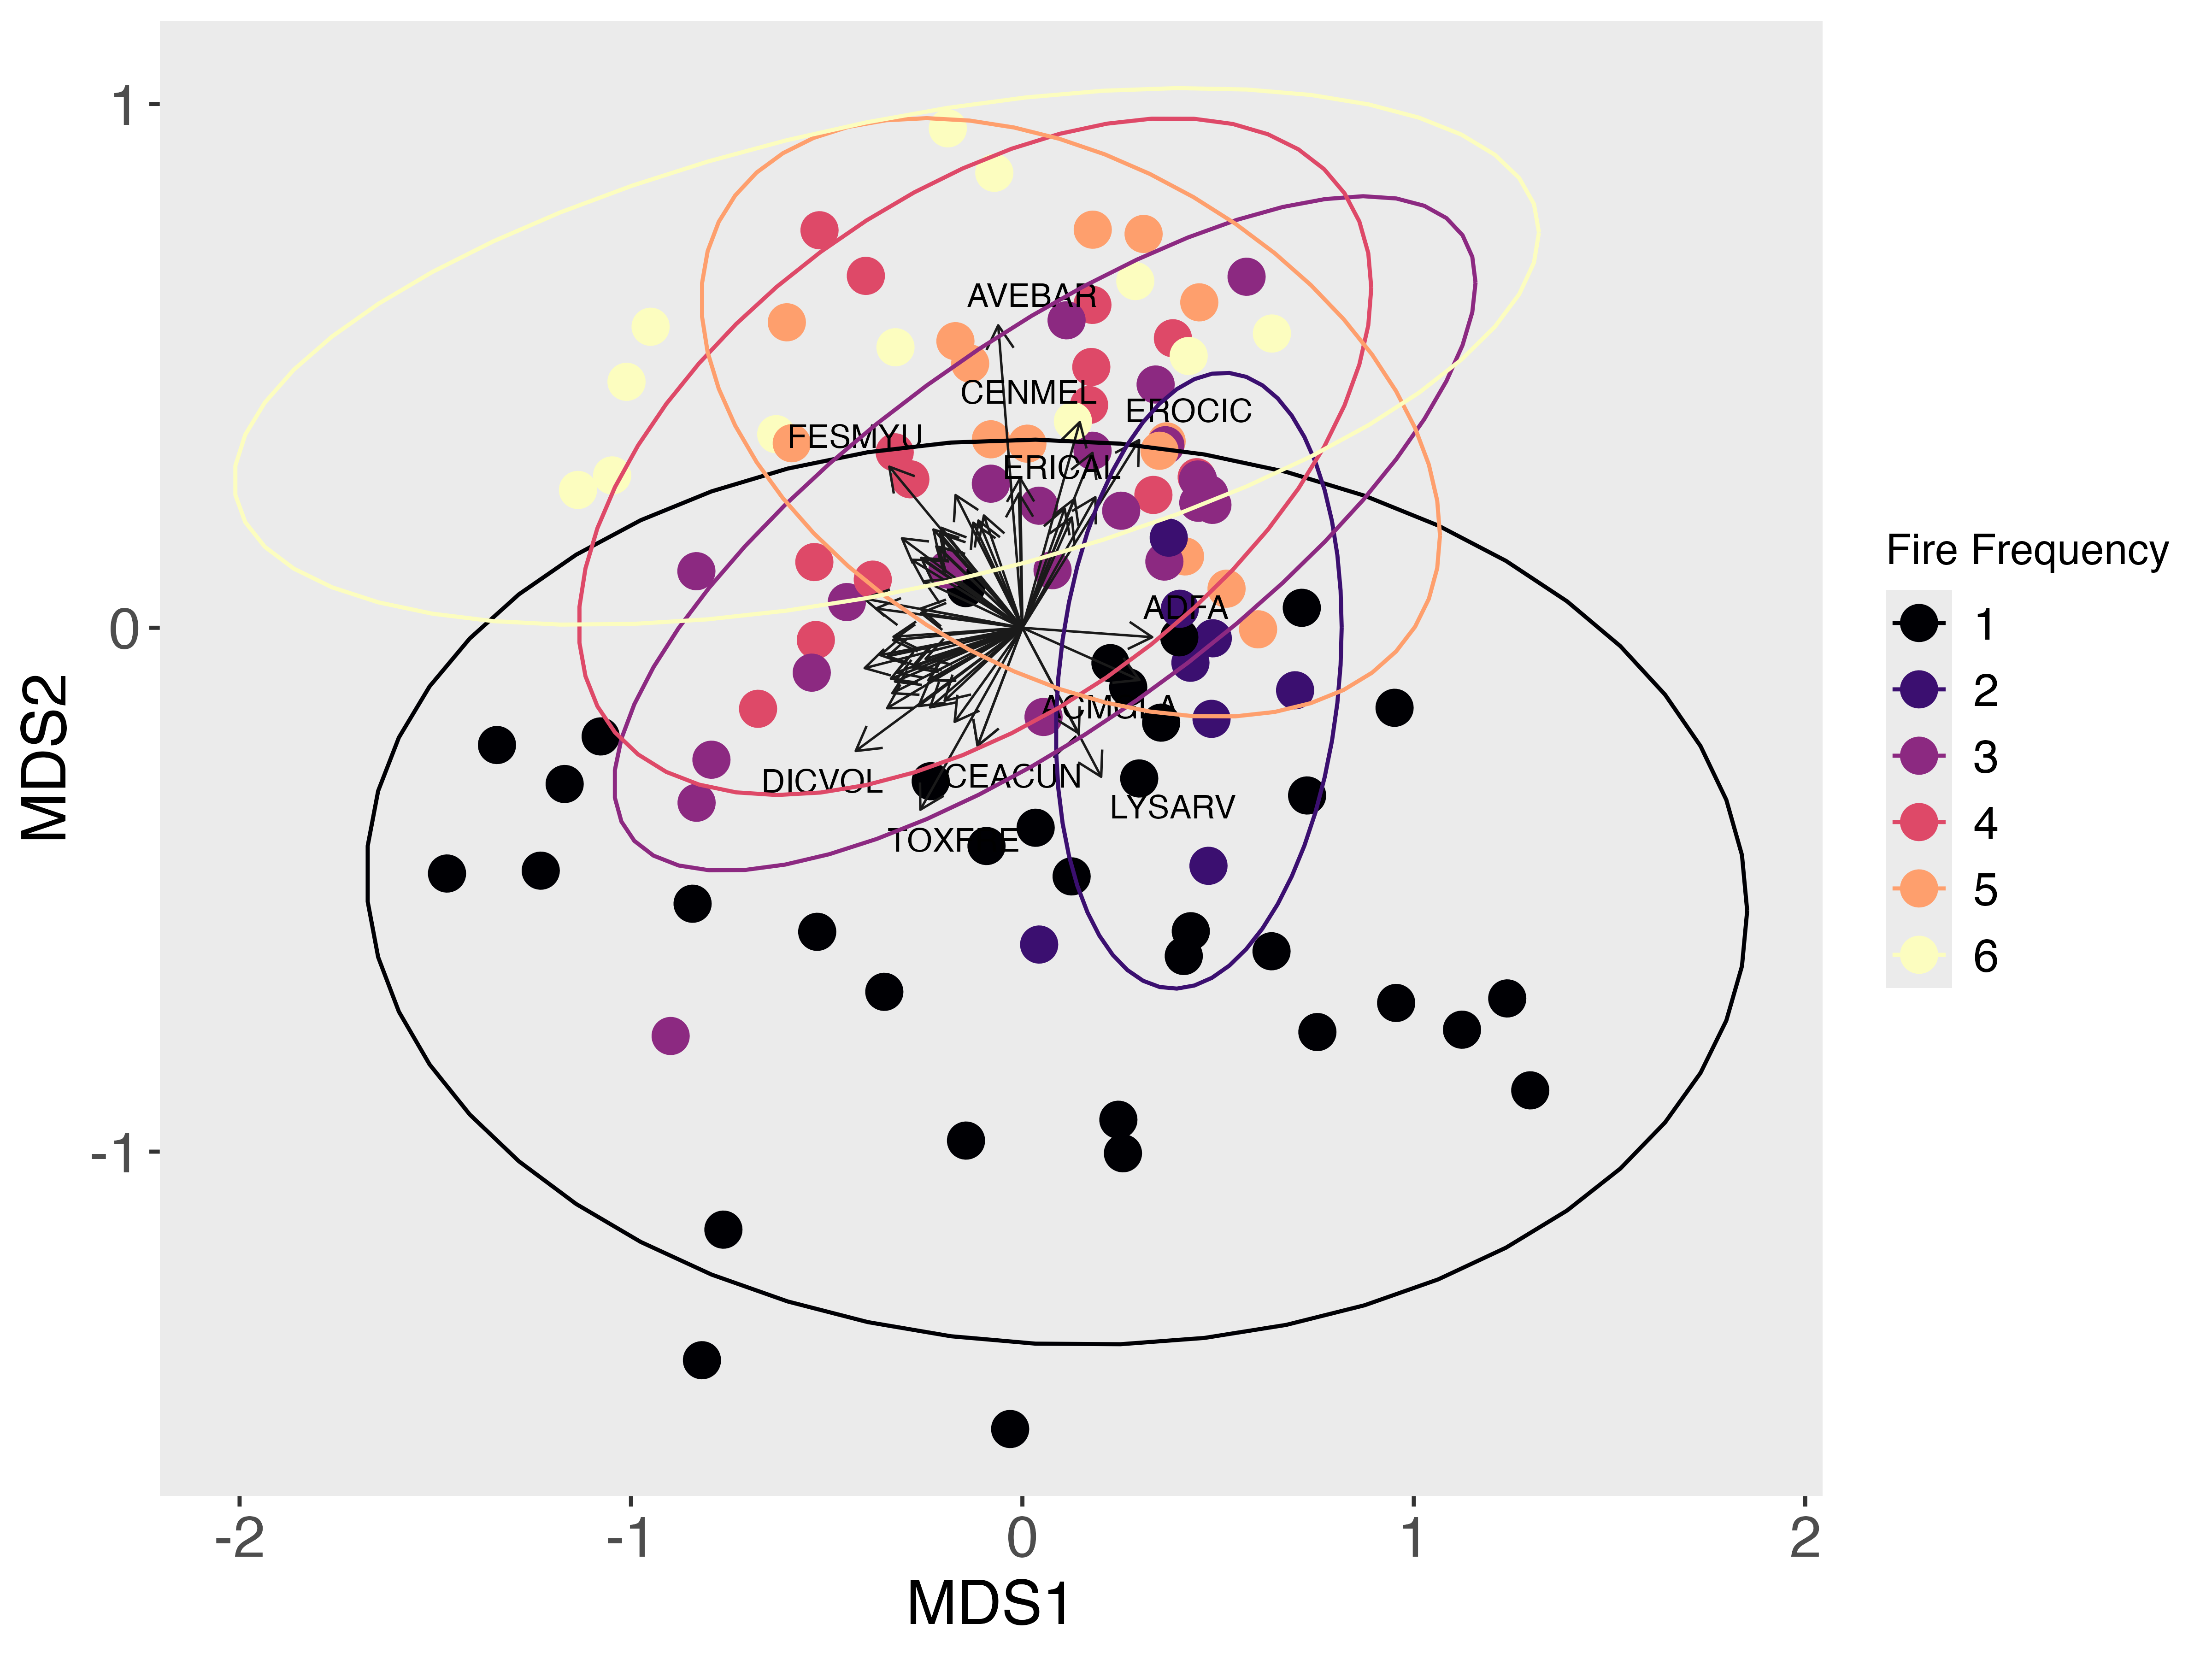 1
AVEBAR
CENMEL
EROCIC
FESMYU
ERICAL
Fire Frequency
1
0
ADFA
2
MDS2
ACMGLA
3
DICVOL
CEACUN
LYSARV
4
5
6
-1
-2
-1
0
1
2
MDS1